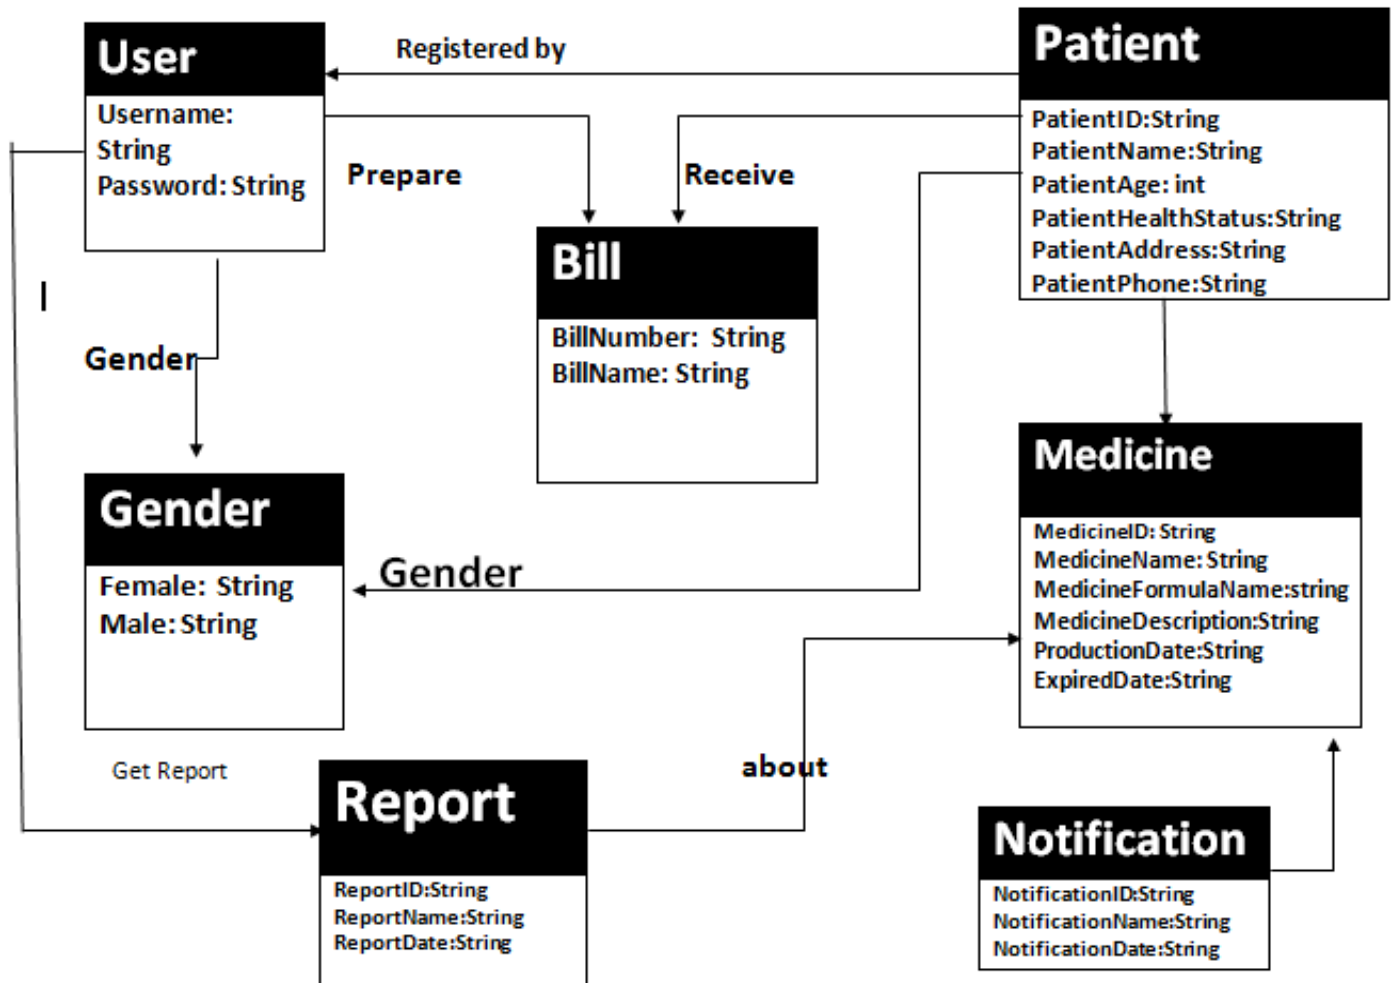 User
Username:
String
Password: String
Registered by
Patient
PatientID:String
PatientName:String
PatientAge: int
PatientHealthStatus:String
PatientAddress:String
PatientPhone:String
Prepare
Receive
Bill
BillNumber:  String
BillName: String
Gender
Gender
Female:  String
Male: String
Gender
Medicine
MedicineID: String
MedicineName: String
MedicineFormulaName:string
MedicineDescription:String
ProductionDate:String
ExpiredDate:String
Get Report
Report
ReportID:String
ReportName:String
ReportDate:String
about
Notification
NotificationID:String
NotificationName:String
NotificationDate:String